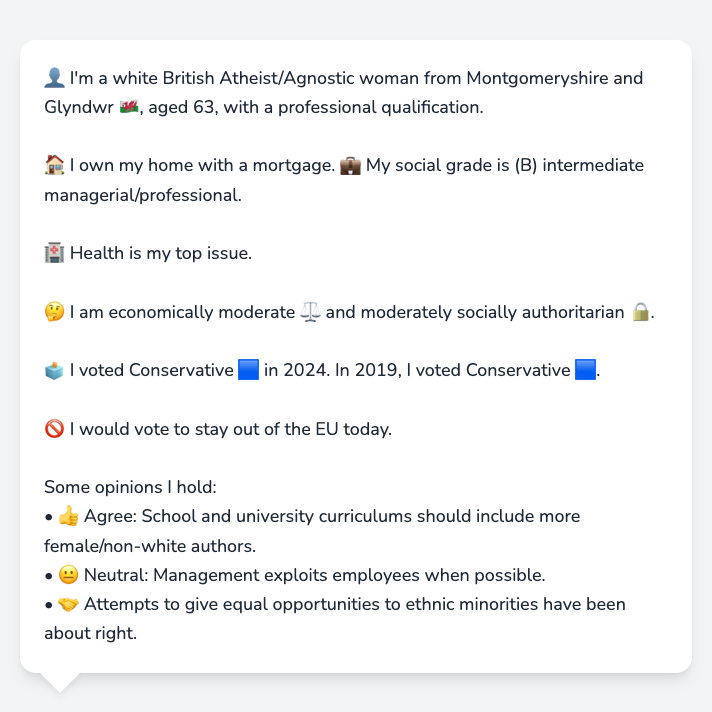 👤 I'm a white British Atheist/Agnostic woman from Montgomeryshire and
Glyndwr 🏴󠁧󠁢󠁷󠁬󠁳󠁿, aged 63, with a professional qualification.
🏠 I own my home with a mortgage. 💼 My social grade is (B) intermediate
managerial/professional.
🏥 Health is my top issue.
🤔 I am economically moderate ⚖️ and moderately socially authoritarian 🔒.
🗳️ I voted Conservative 🟦 in 2024. In 2019, I voted Conservative 🟦.
🚫 I would vote to stay out of the EU today.
Some opinions I hold:
• 👍 Agree: School and university curriculums should include more
female/non-white authors.
• 😐 Neutral: Management exploits employees when possible.
• 🤝 Attempts to give equal opportunities to ethnic minorities have been
about right.